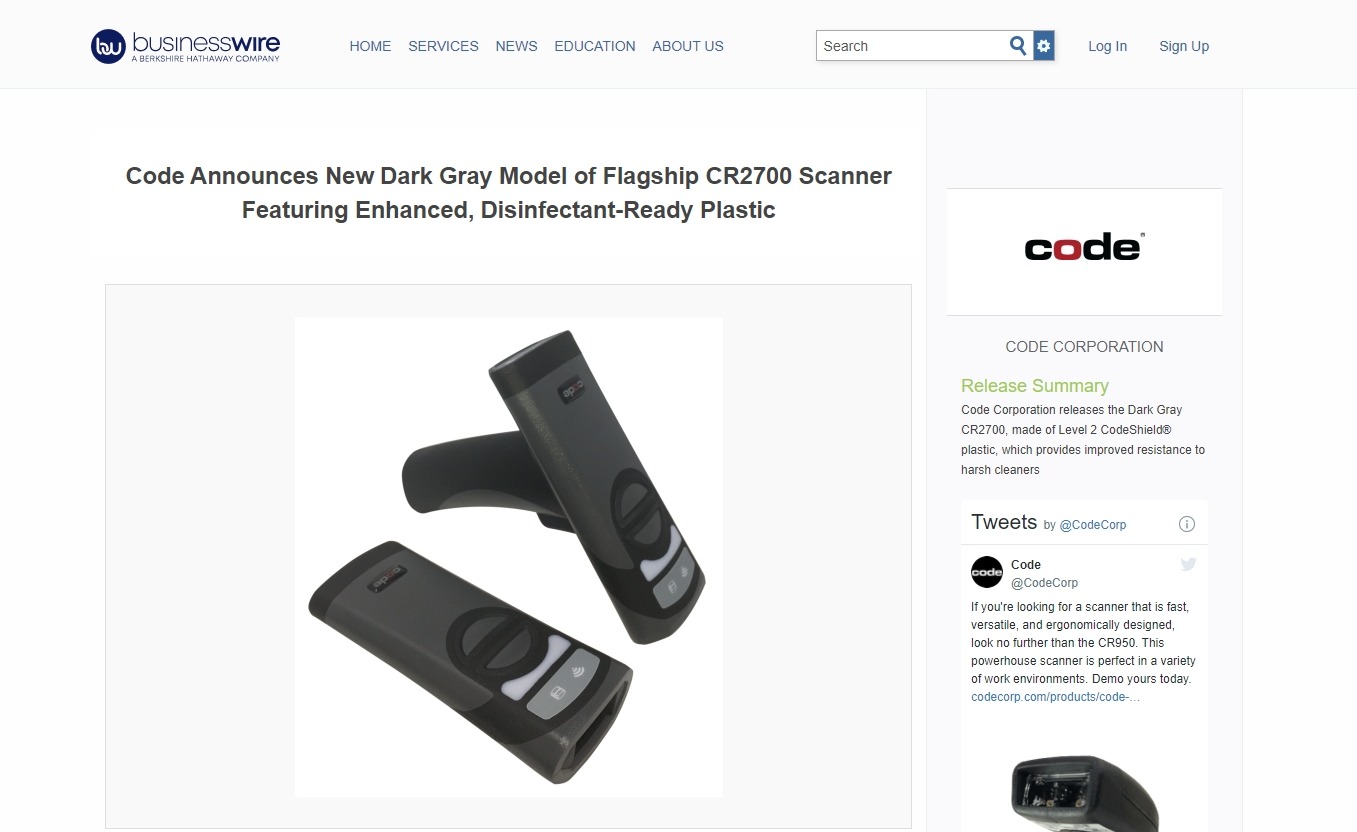 businesswire
A BERKSHIRE HATHAWAY COMPANY
HOME SERVICES NEWS EDUCATION ABOUT US
Search
Log In Sign Up
Code Announces New Dark Gray Model of Flagship CR2700 Scanner
Featuring Enhanced, Disinfectant-Ready Plastic
code
code
code®
CODE CORPORATION
Release Summary
Code Corporation releases the Dark Gray
CR2700, made of Level 2 CodeShield®
plastic, which provides improved resistance to
harsh cleaners
Tweets by @CodeCorp
code
Code
@CodeCorp
If you're looking for a scanner that is fast,
versatile, and ergonomically designed,
look no further than the CR950. This
powerhouse scanner is perfect in a variety
of work environments. Demo yours today.
codecorp.com/products/code-…